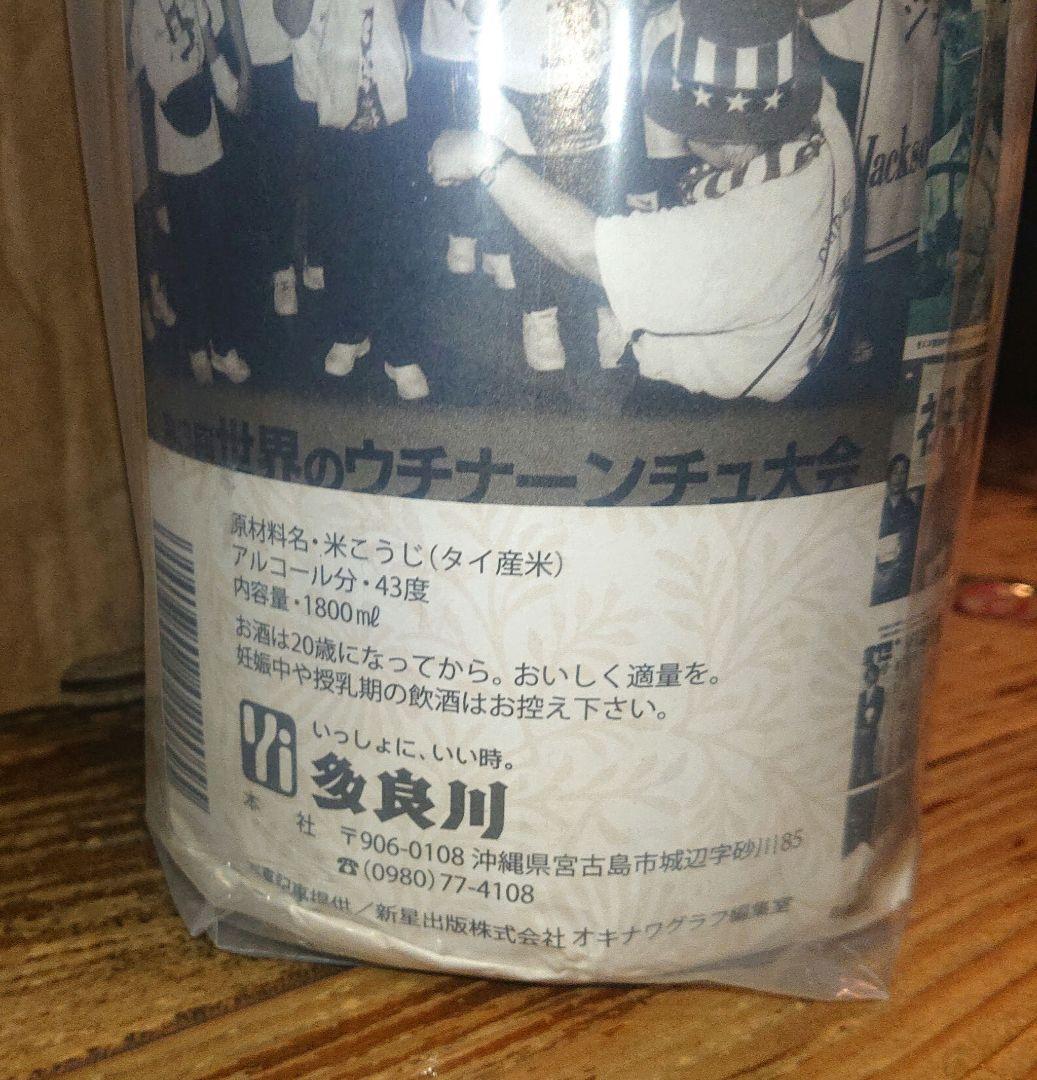 Jackso
世界のウチナーンチュ大会
原材料名・米こうじ（タイ産米）
アルコール分・43度
内容量・1800㎖
お酒は20歳になってから。おいしく適量を。
妊娠中や授乳期の飲酒はお控え下さい。
いっしょに、いい時。
多良川
本社 〒906-0108 沖縄県宮古島市城辺字砂川85
☎(0980)77-4108
提供／新星出版株式会社 オキナワグラフ編集室